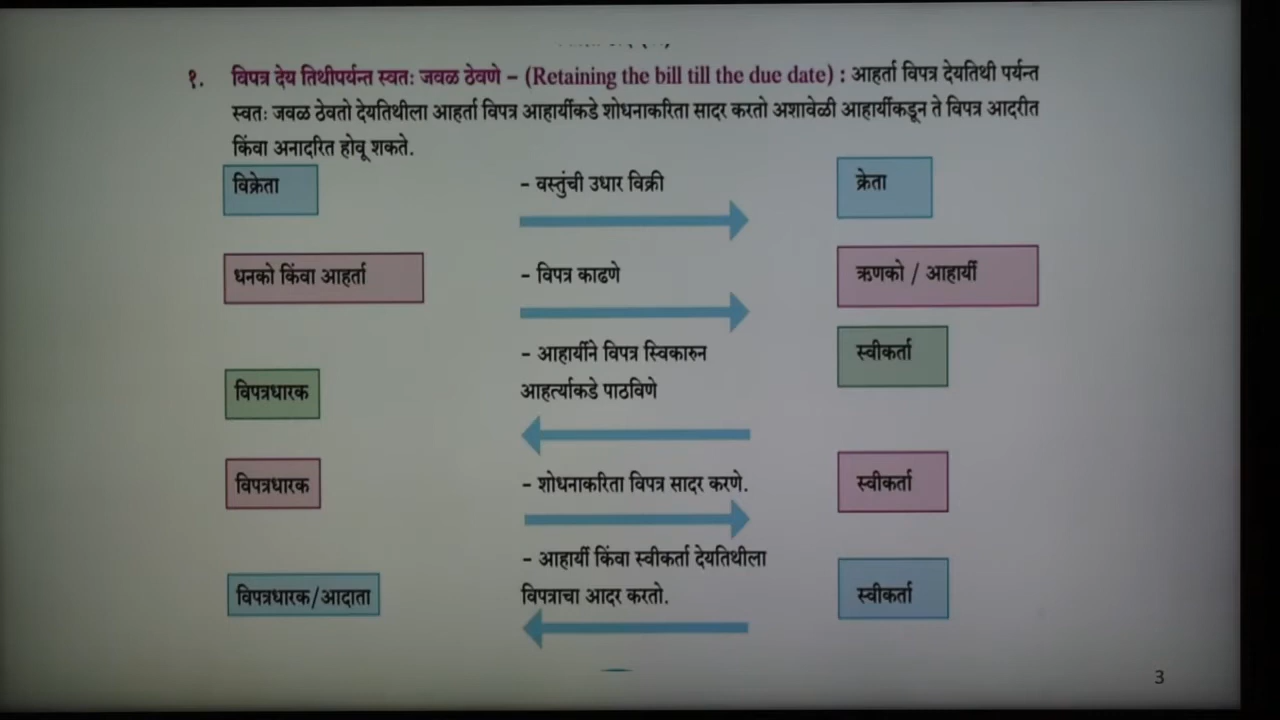 १. विपत्र देय तिथीपर्यन्त स्वतः जवळ ठेवणे – (Retaining the bill till the due date) : आहर्ता विपत्र देयतिथी पर्यन्त
स्वतः जवळ ठेवतो देयतिथीला आहर्ता विपत्र आहार्यीकडे शोधनाकरिता सादर करतो अशावेळी आहार्यीकडून ते विपत्र आदरीत
किंवा अनादरित होवू शकते.
विक्रेता – वस्तुंची उधार विक्री क्रेता
धनको किंवा आहर्ता – विपत्र काढणे ऋणको / आहार्यी
– आहार्यीने विपत्र स्विकारुन स्वीकर्ता
विपत्रधारक आहर्त्याकडे पाठविणे
विपत्रधारक – शोधनाकरिता विपत्र सादर करणे. स्वीकर्ता
– आहार्यी किंवा स्वीकर्ता देयतिथीला
विपत्रधारक/आदाता विपत्राचा आदर करतो. स्वीकर्ता
3